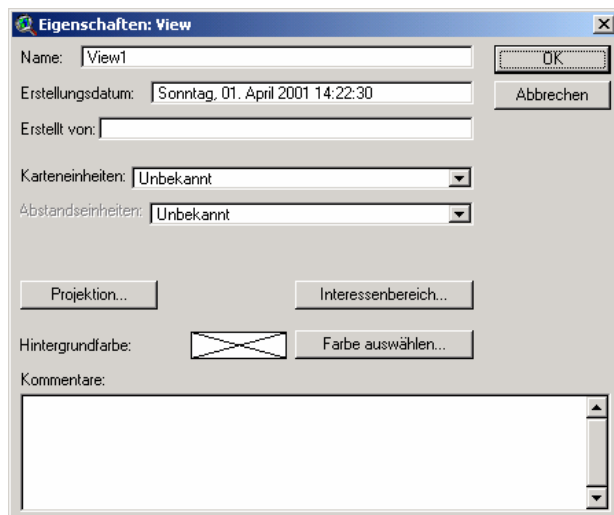 Eigenschaften: View
Name: View1
OK
Erstellungsdatum: Sonntag, 01. April 2001 14:22:30
Abbrechen
Erstellt von:
Karteneinheiten: Unbekannt
Abstandseinheiten: Unbekannt
Projektion...
Interessenbereich...
Hintergrundfarbe:
Farbe auswählen...
Kommentare: